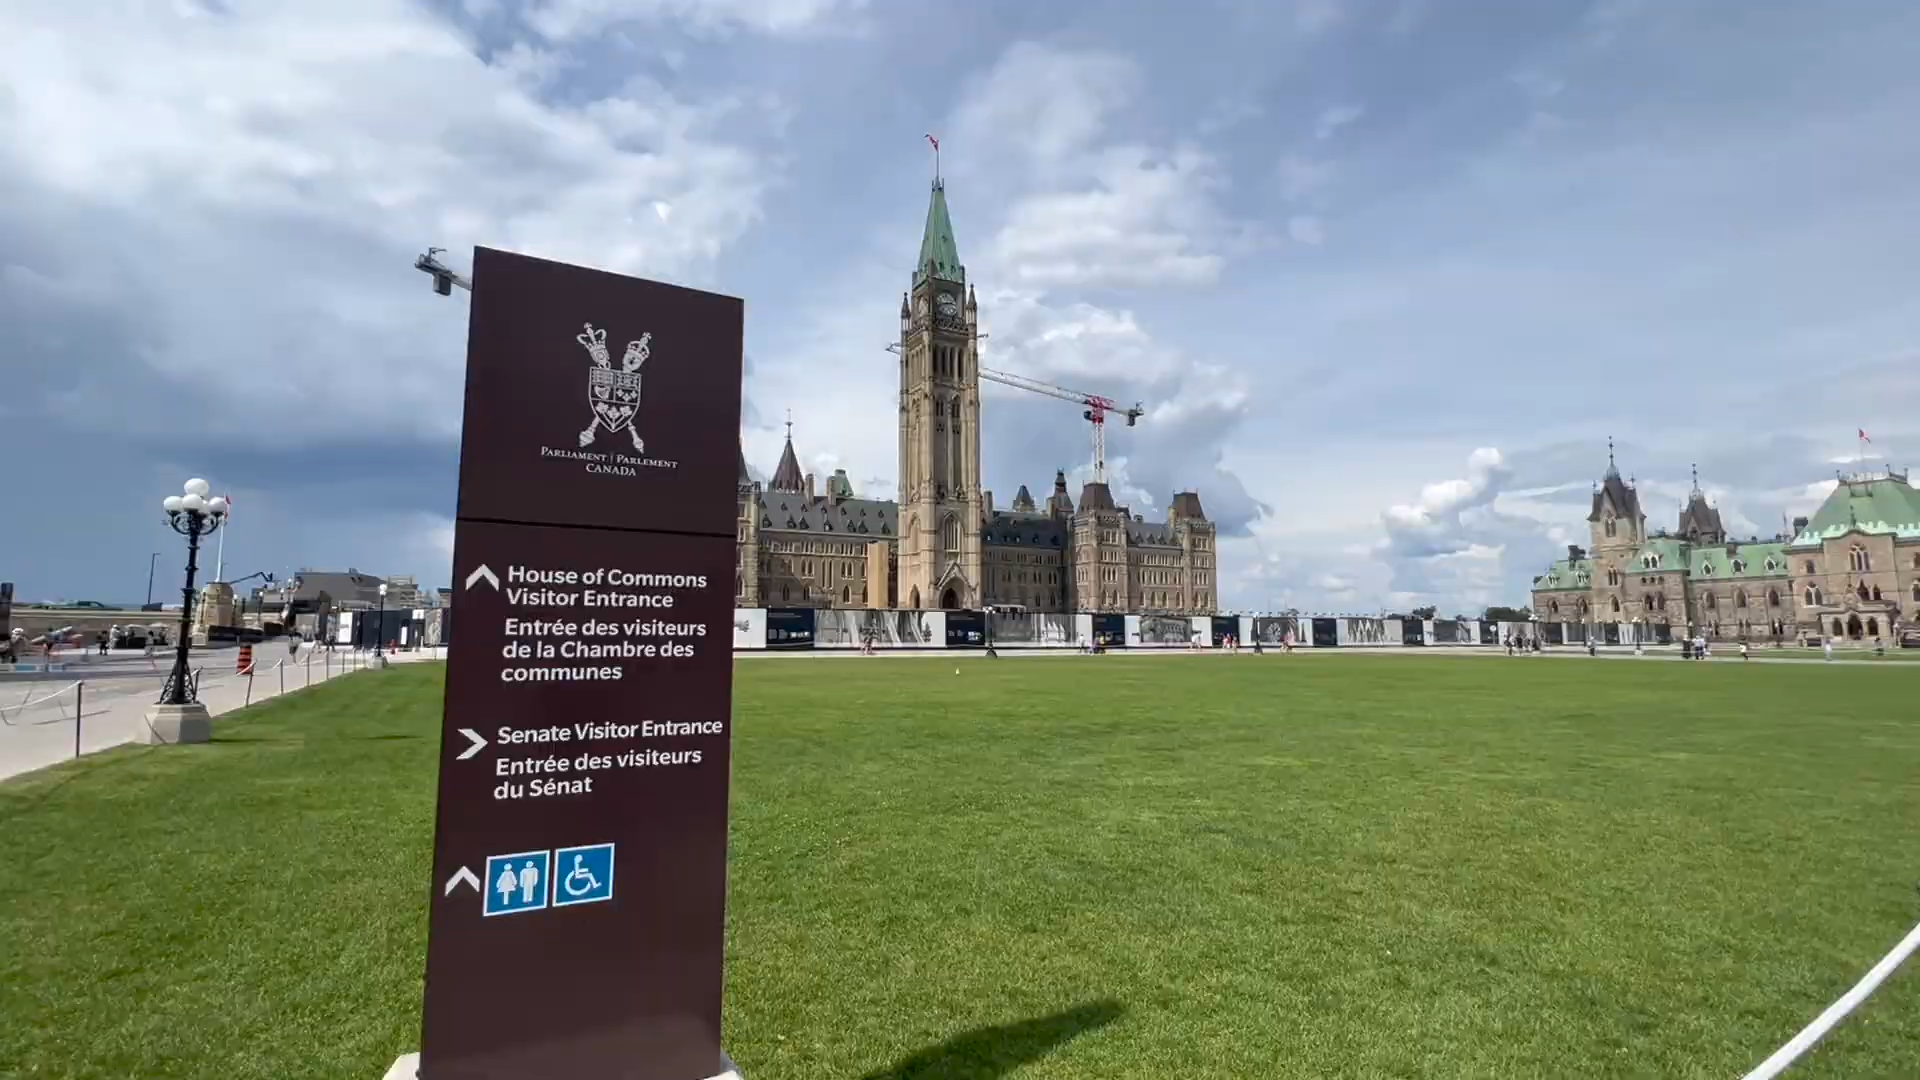 PARLIAMENT | PARLEMENT
CANADA
House of Commons
Visitor Entrance
Entrée des visiteurs
de la Chambre des
communes
Senate Visitor Entrance
Entrée des visiteurs
du Sénat